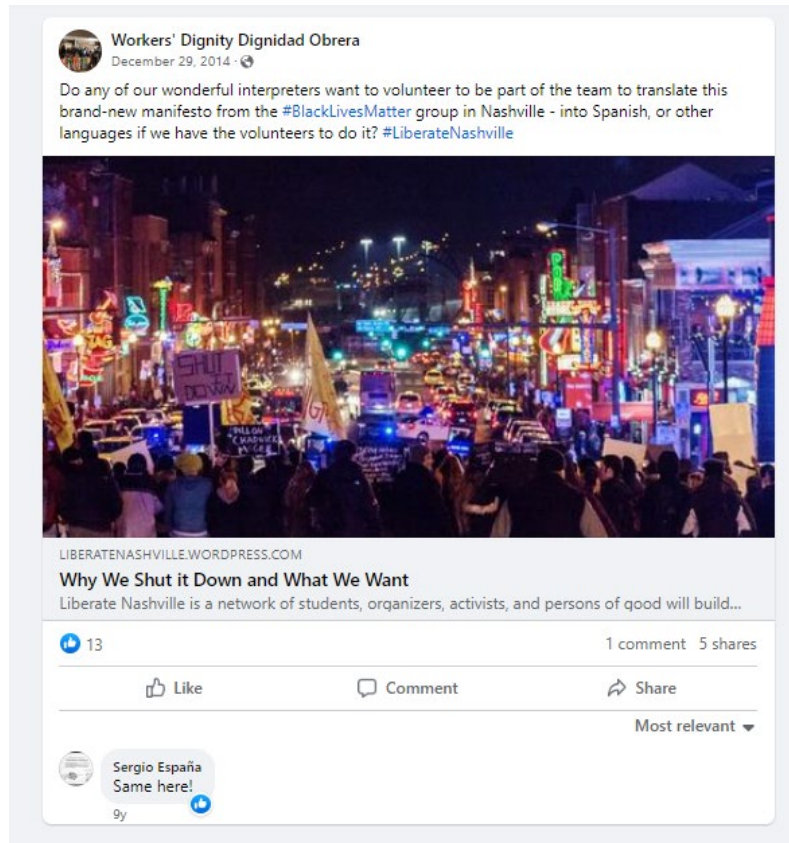 Workers' Dignity Dignidad Obrera
December 29, 2014 ·
Do any of our wonderful interpreters want to volunteer to be part of the team to translate this
brand-new manifesto from the #BlackLivesMatter group in Nashville - into Spanish, or other
languages if we have the volunteers to do it? #LiberateNashville
SHUT
IT
DOWN
LIBERATENASHVILLE.WORDPRESS.COM
Why We Shut it Down and What We Want
Liberate Nashville is a network of students, organizers, activists, and persons of good will build...
13
1 comment 5 shares
Like Comment Share
Most relevant
Sergio España
Same here!
9y